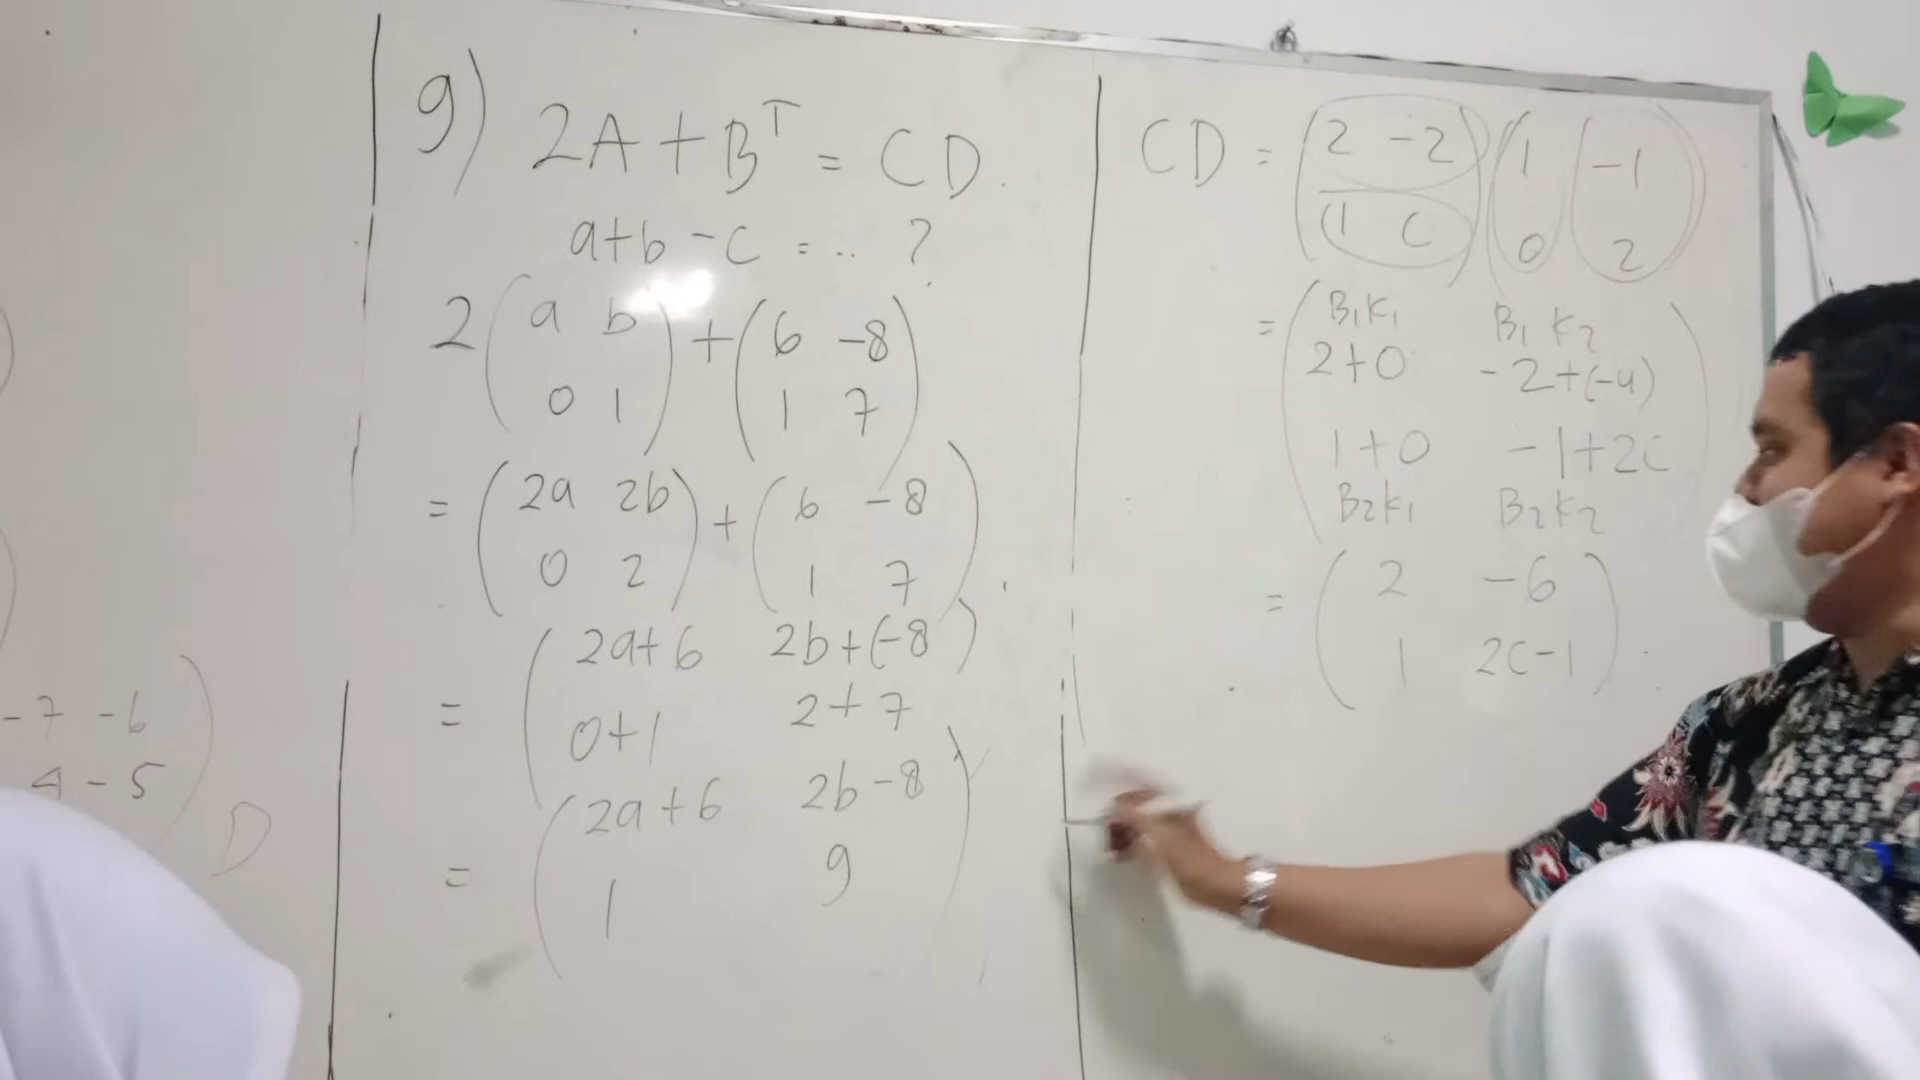 -7 -6
4 -5
D
9) 2A + Bᵀ = CD.
a+b - c = .. ?
2 ( a b ) + ( 6 -8 )
0 1 1 7
= ( 2a 2b ) + ( 6 -8 )
0 2 1 7
= ( 2a+6 2b+(-8 )
0+1 2+7
= ( 2a+6 2b-8 )
1 9
CD = ( 2 -2 ) ( 1 -1 )
1 c 0 2
= ( B₁k₁ B₁k₂ )
2+0 -2+(-4)
1+0 -1+2c
B₂k₁ B₂k₂
= ( 2 -6 )
1 2c-1 .